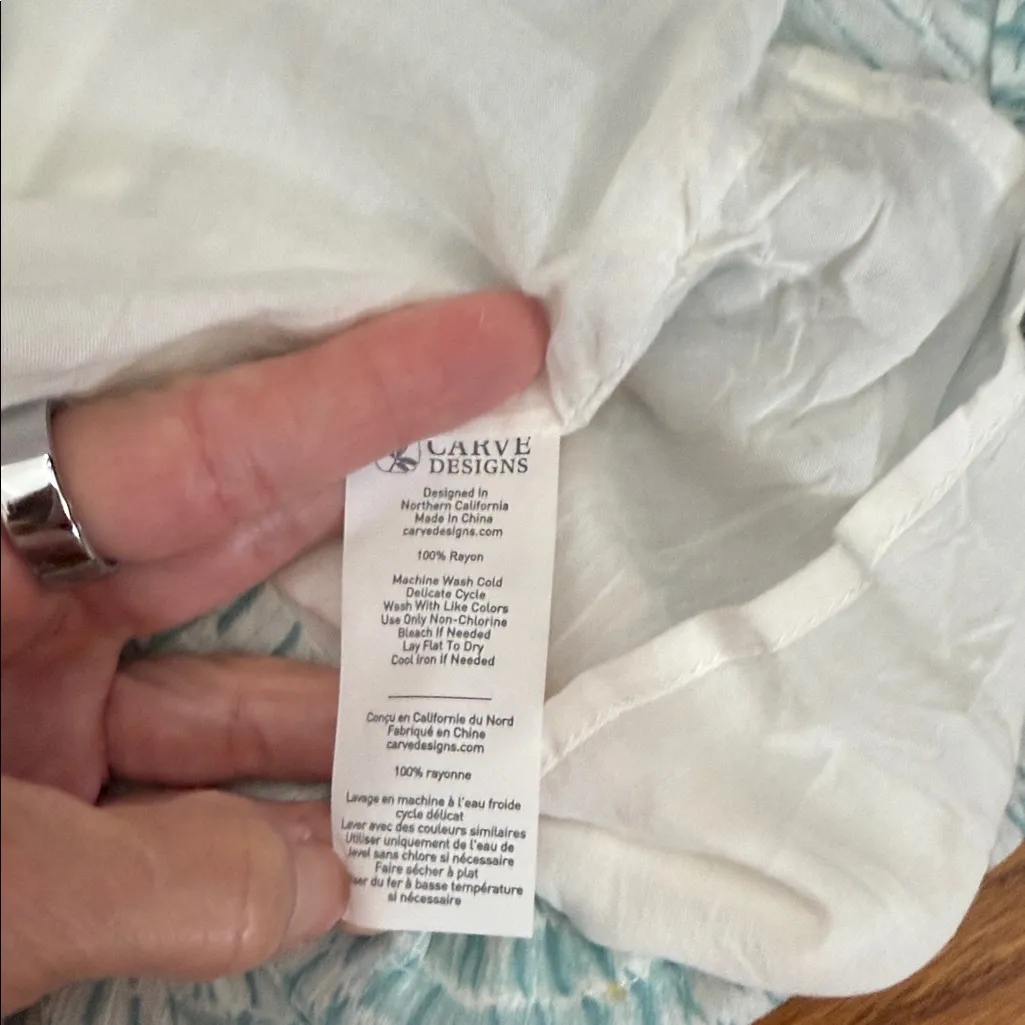 CARVE
DESIGNS
Designed In
Northern California
Made In China
carvedesigns.com
100% Rayon
Machine Wash Cold
Delicate Cycle
Wash With Like Colors
Use Only Non-Chlorine
Bleach If Needed
Lay Flat To Dry
Cool Iron If Needed
Conçu en Californie du Nord
Fabriqué en Chine
carvedesigns.com
100% rayonne
Lavage en machine à l'eau froide
cycle délicat
Laver avec des couleurs similaires
Utiliser uniquement de l'eau de
Javel sans chlore si nécessaire
Faire sécher à plat
du fer à basse température
si nécessaire